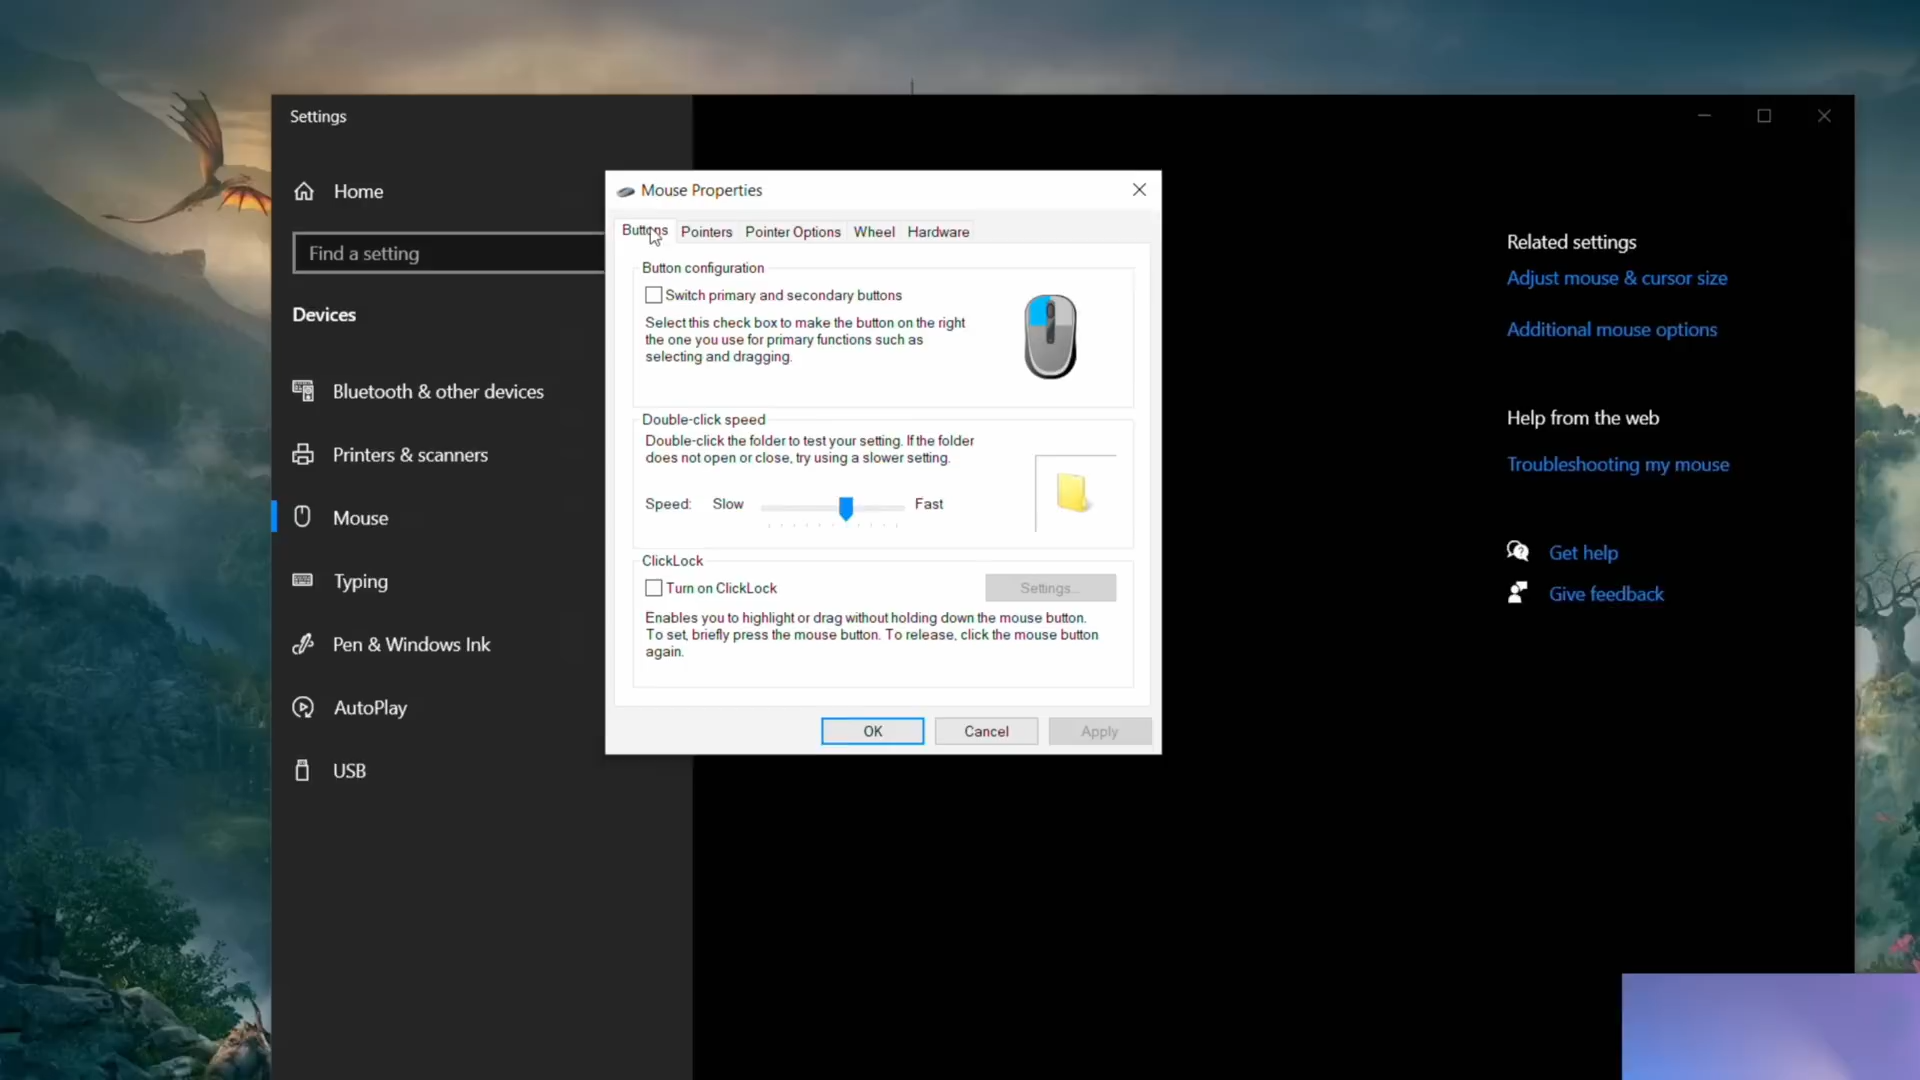 Settings
Home
Find a setting
Devices
Bluetooth & other devices
Printers & scanners
Mouse
Typing
Pen & Windows Ink
AutoPlay
USB
Mouse Properties
Buttons Pointers Pointer Options Wheel Hardware
Button configuration
Switch primary and secondary buttons
Select this check box to make the button on the right
the one you use for primary functions such as
selecting and dragging.
Double-click speed
Double-click the folder to test your setting. If the folder
does not open or close, try using a slower setting.
Speed: Slow Fast
ClickLock
Turn on ClickLock
Settings...
Enables you to highlight or drag without holding down the mouse button.
To set, briefly press the mouse button. To release, click the mouse button
again.
OK Cancel Apply
Related settings
Adjust mouse & cursor size
Additional mouse options
Help from the web
Troubleshooting my mouse
Get help
Give feedback